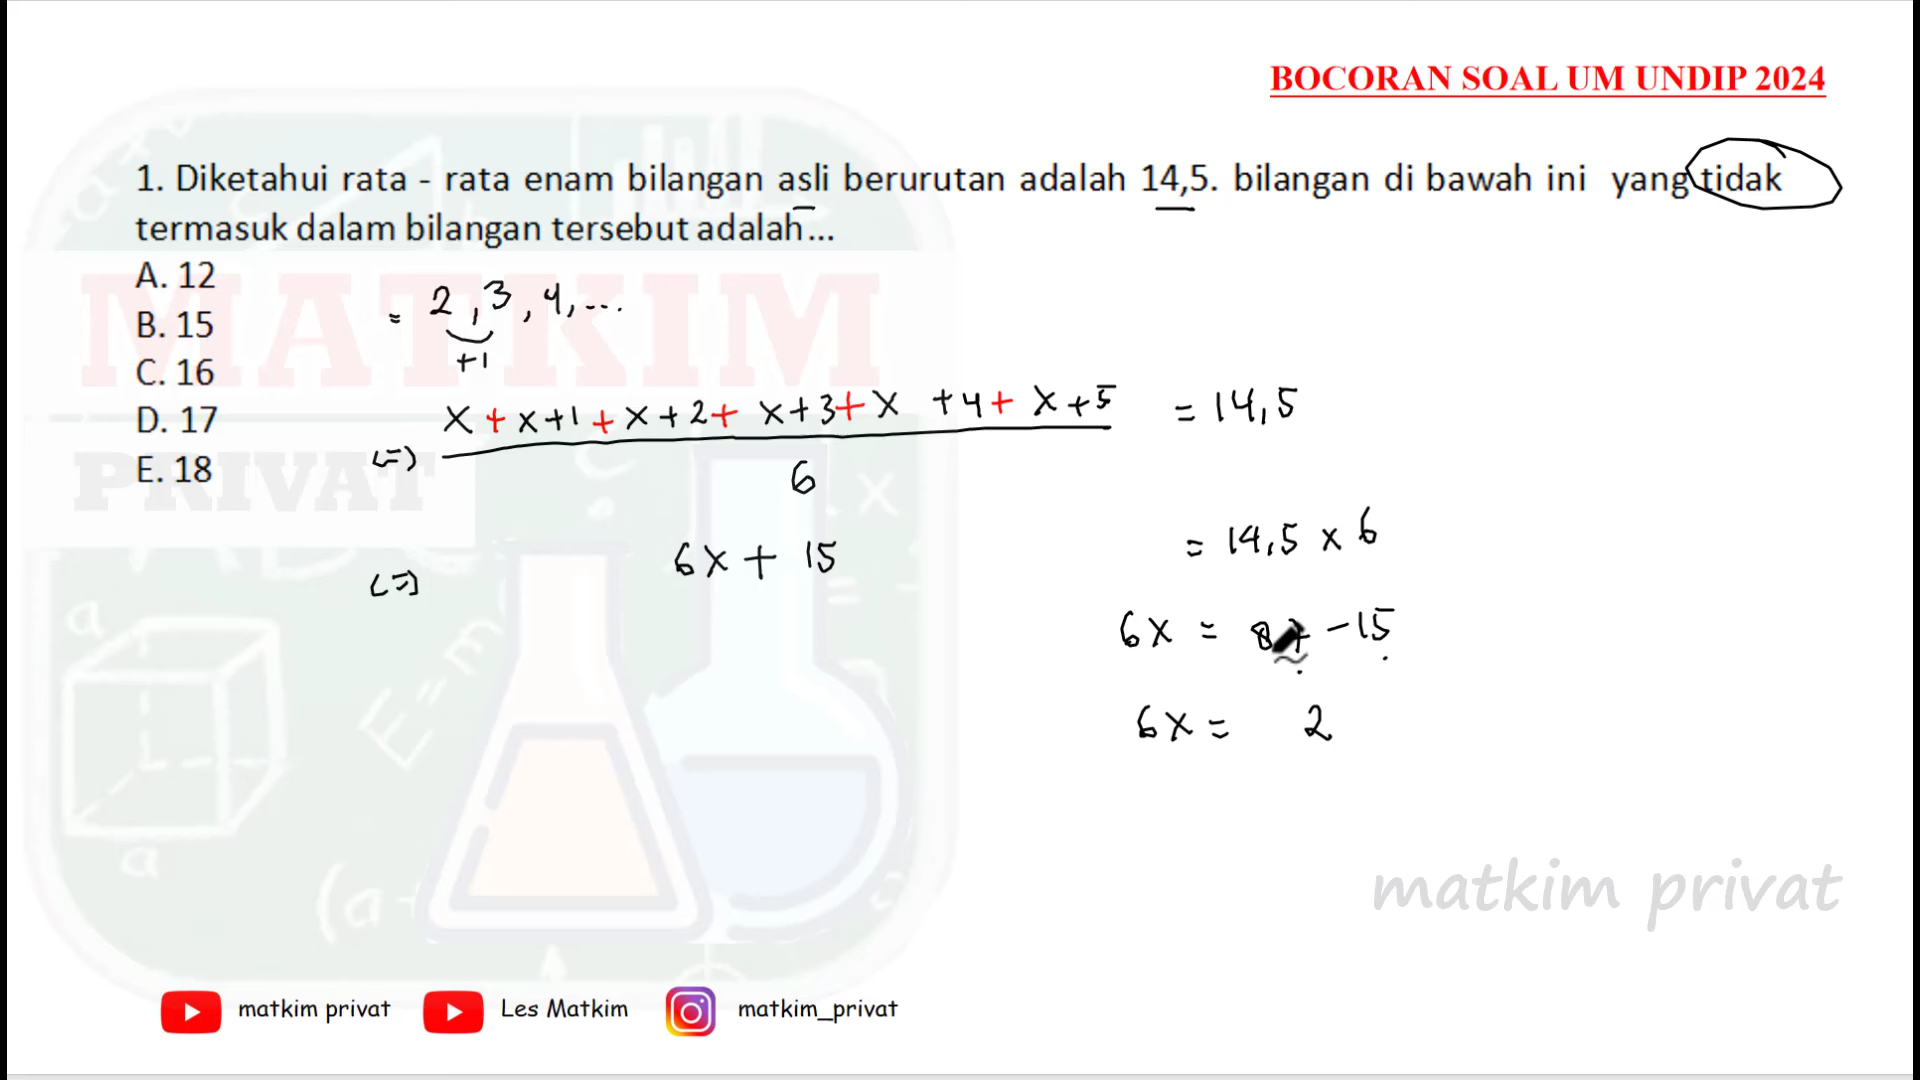 BOCORAN SOAL UM UNDIP 2024
1. Diketahui rata - rata enam bilangan asli berurutan adalah 14,5. bilangan di bawah ini yang tidak
termasuk dalam bilangan tersebut adalah...
A. 12
B. 15
C. 16
D. 17
E. 18
= 2, 3, 4, ...
+1
x + x+1 + x+2 + x+3 + x +4 + x+5 = 14,5
6
6x + 15 = 14,5 x 6
6x = 87 - 15
6x = 2
MATKIM
PRIVAT
matkim privat
matkim privat
Les Matkim
matkim_privat